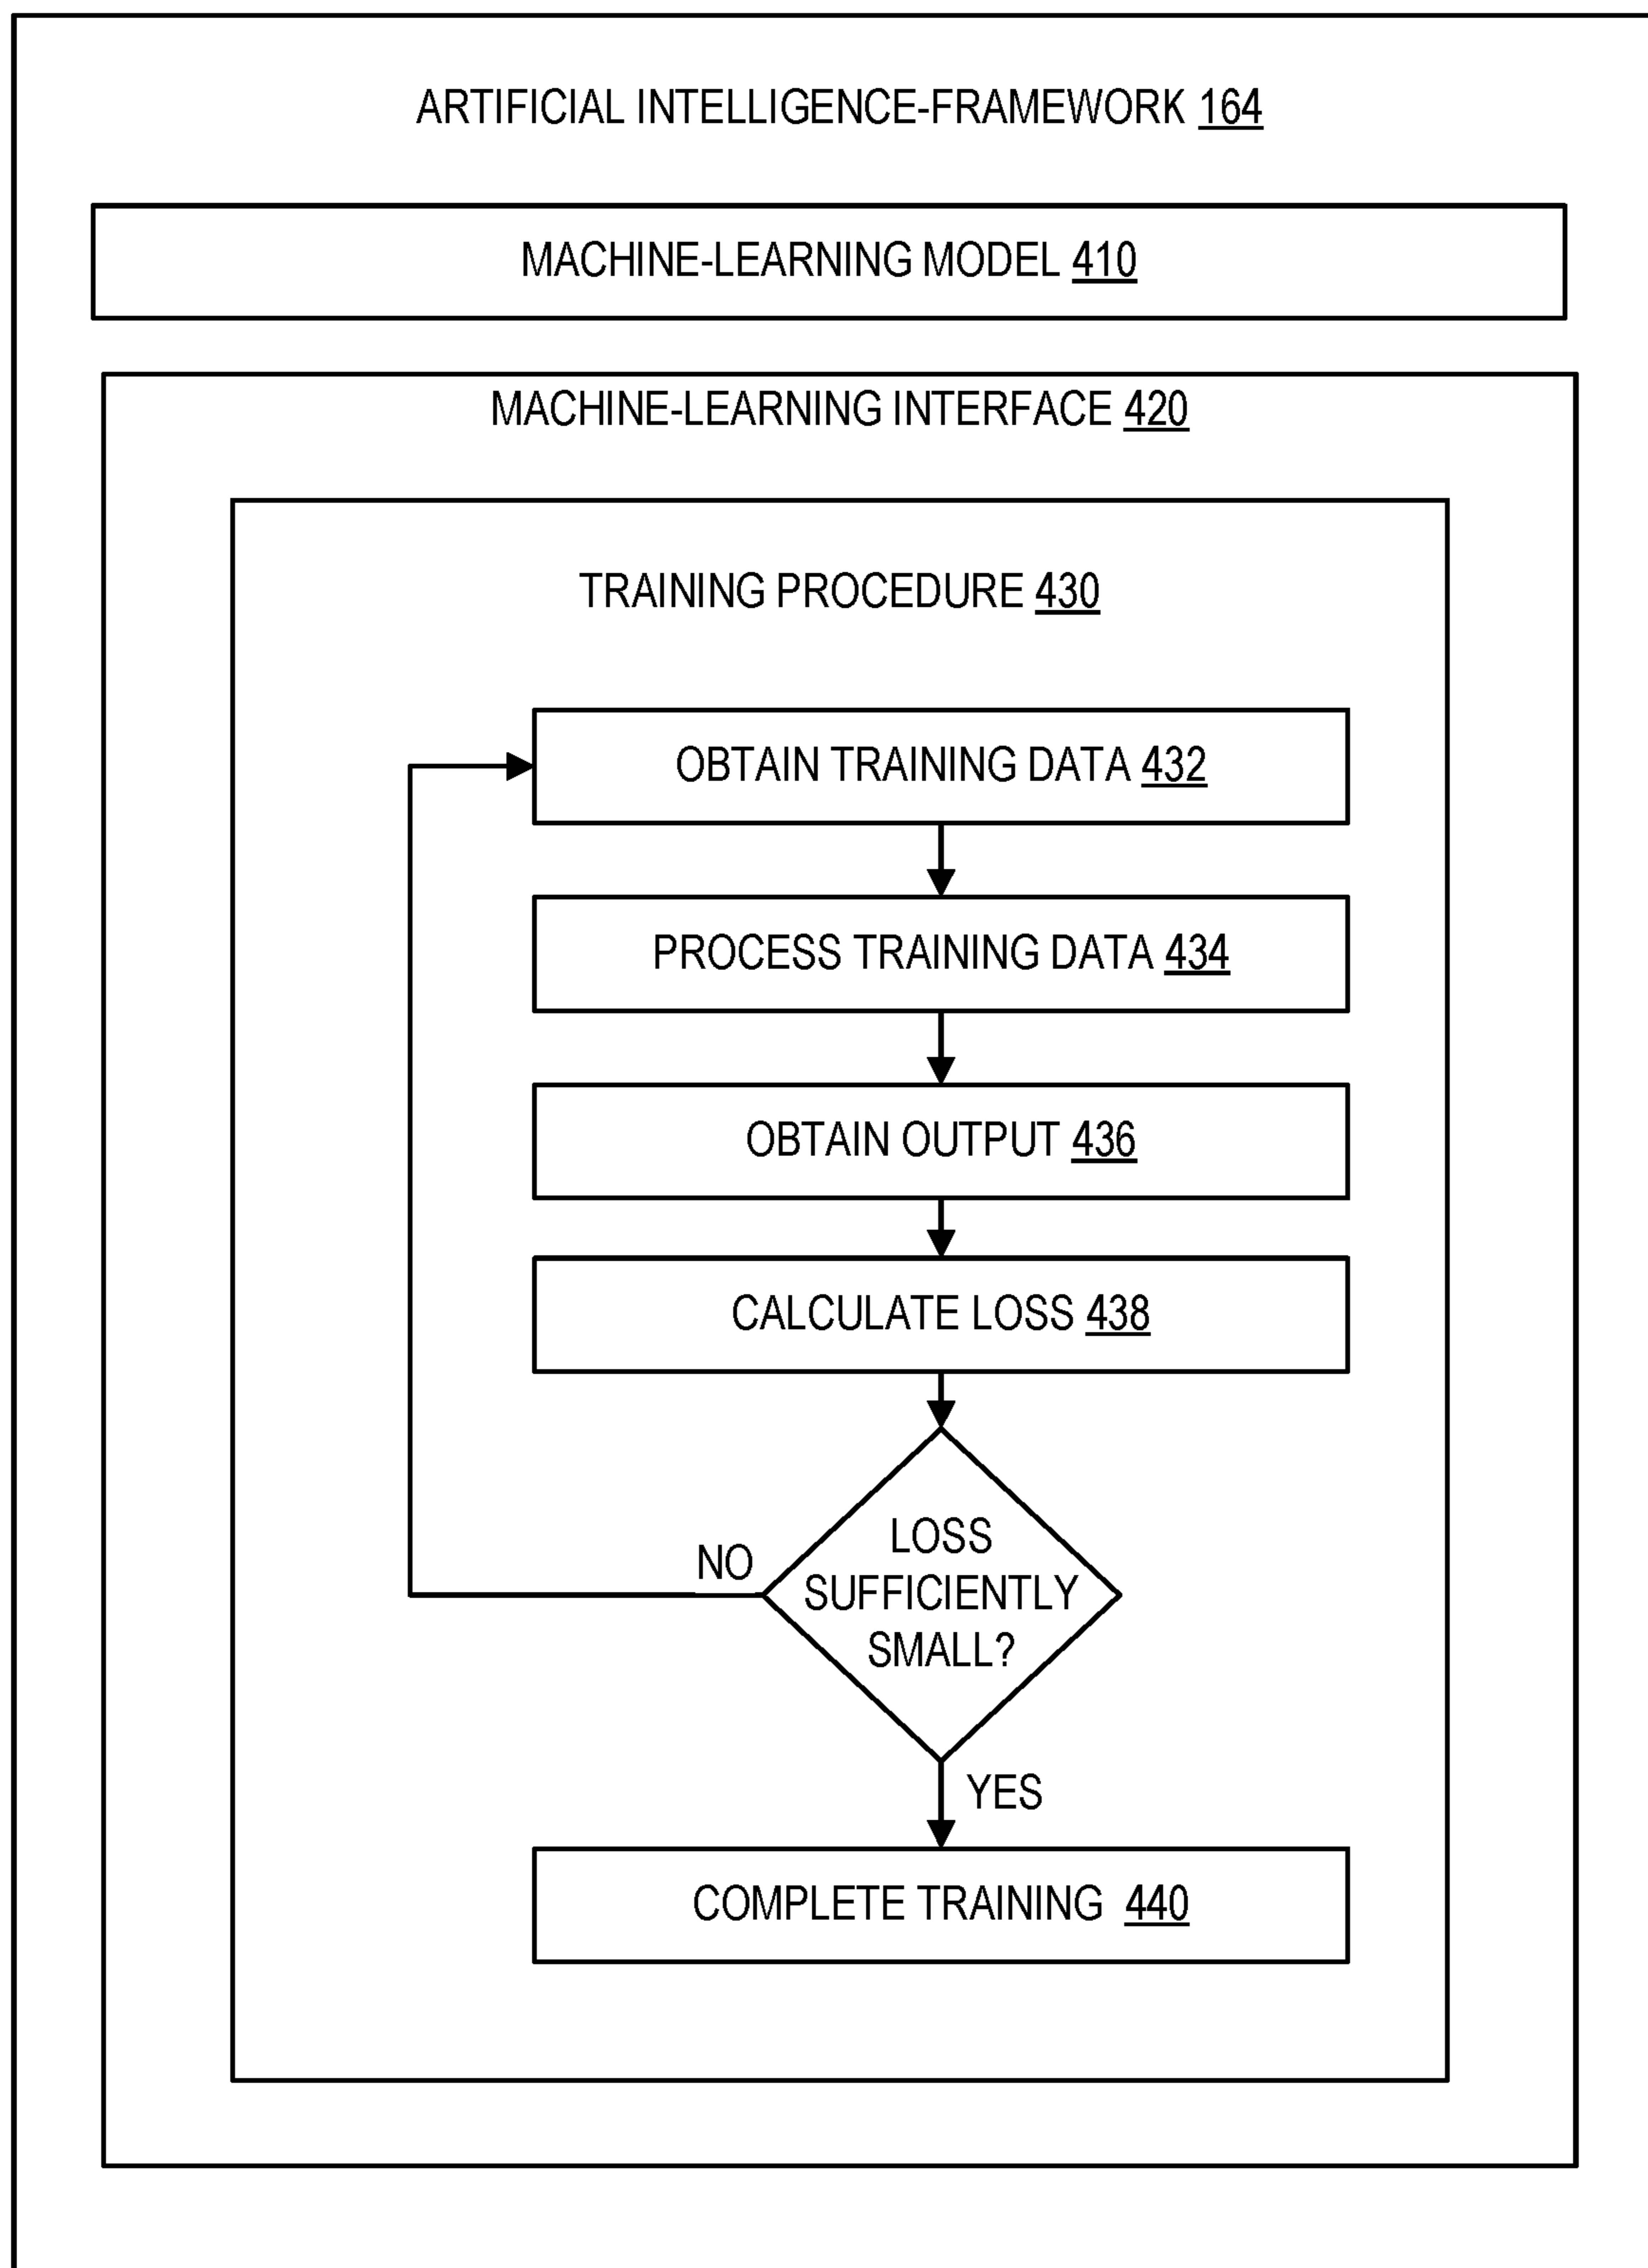 ARTIFICIAL INTELLIGENCE-FRAMEWORK 164
MACHINE-LEARNING MODEL 410
MACHINE-LEARNING INTERFACE 420
TRAINING PROCEDURE 430
OBTAIN TRAINING DATA 432
PROCESS TRAINING DATA 434
OBTAIN OUTPUT 436
CALCULATE LOSS 438
LOSS
SUFFICIENTLY
SMALL?
NO
YES
COMPLETE TRAINING 440